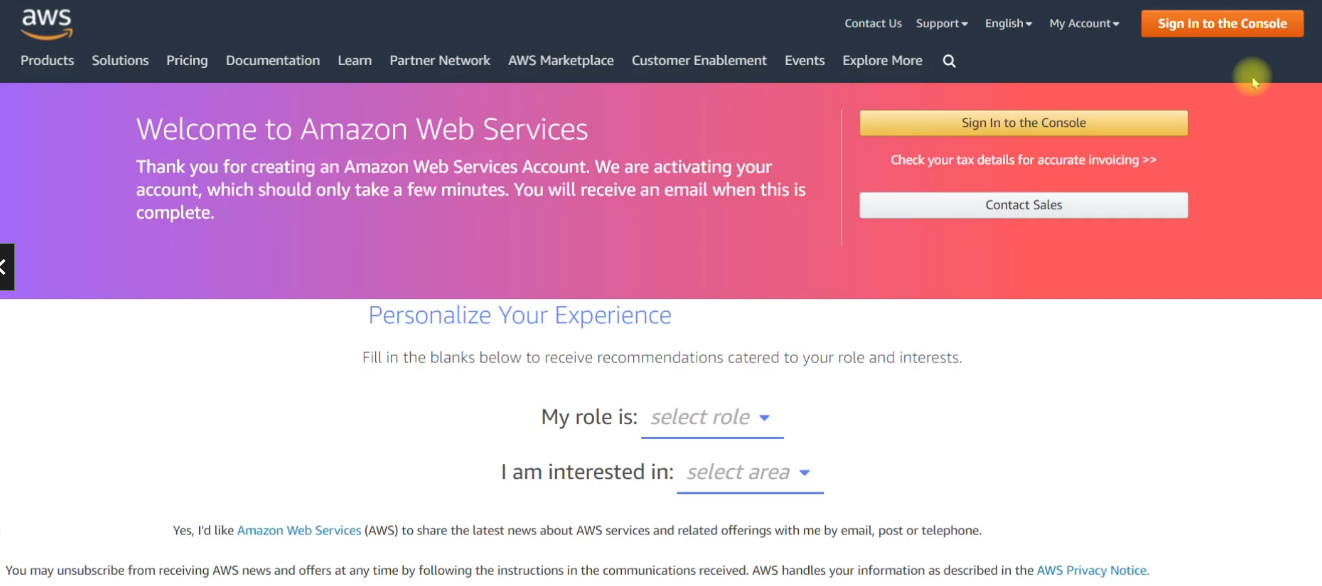 aws
Contact Us Support English My Account Sign In to the Console
Products Solutions Pricing Documentation Learn Partner Network AWS Marketplace Customer Enablement Events Explore More
Welcome to Amazon Web Services
Thank you for creating an Amazon Web Services Account. We are activating your
account, which should only take a few minutes. You will receive an email when this is
complete.
Sign In to the Console
Check your tax details for accurate invoicing >>
Contact Sales
Personalize Your Experience
Fill in the blanks below to receive recommendations catered to your role and interests.
My role is: select role
I am interested in: select area
Yes, I'd like Amazon Web Services (AWS) to share the latest news about AWS services and related offerings with me by email, post or telephone.
You may unsubscribe from receiving AWS news and offers at any time by following the instructions in the communications received. AWS handles your information as described in the AWS Privacy Notice.